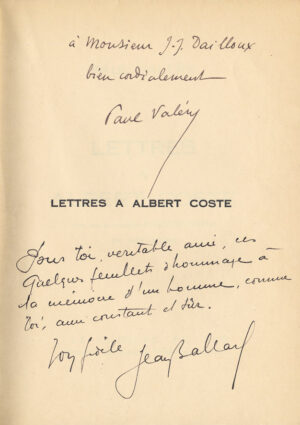 à Monsieur J.-J. Dailloux
bien cordialement
Paul Valéry
LETTRES A ALBERT COSTE
Pour toi, veritable ami, ces
quelques feuillets d'hommage à
la mémoire d'un homme, comme
toi, ami constant et sûr.
Ton fidèle Jean Ballard